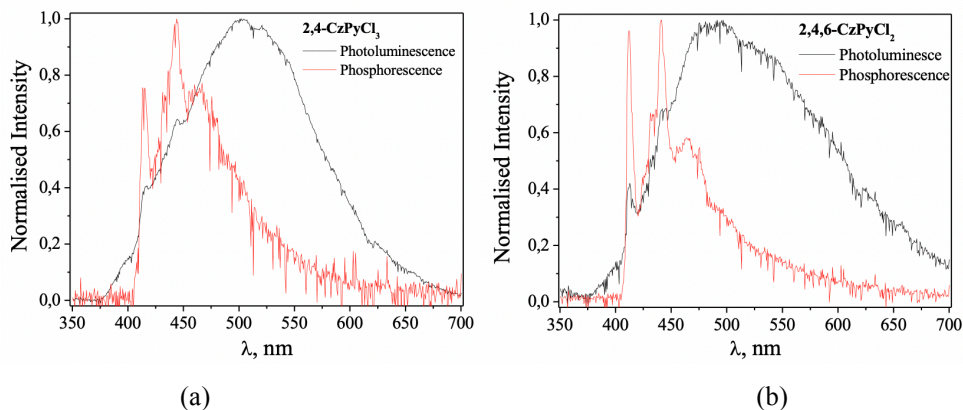 2,4-CzPyCl3
Photoluminescence
Phosphorescence
Normalised Intensity
1,0
0,8
0,6
0,4
0,2
0,0
350 400 450 500 550 600 650 700
λ, nm
(a)
2,4,6-CzPyCl2
Photoluminesce
Phosphorescence
Normalised Intensity
1,0
0,8
0,6
0,4
0,2
0,0
350 400 450 500 550 600 650 700
λ, nm
(b)